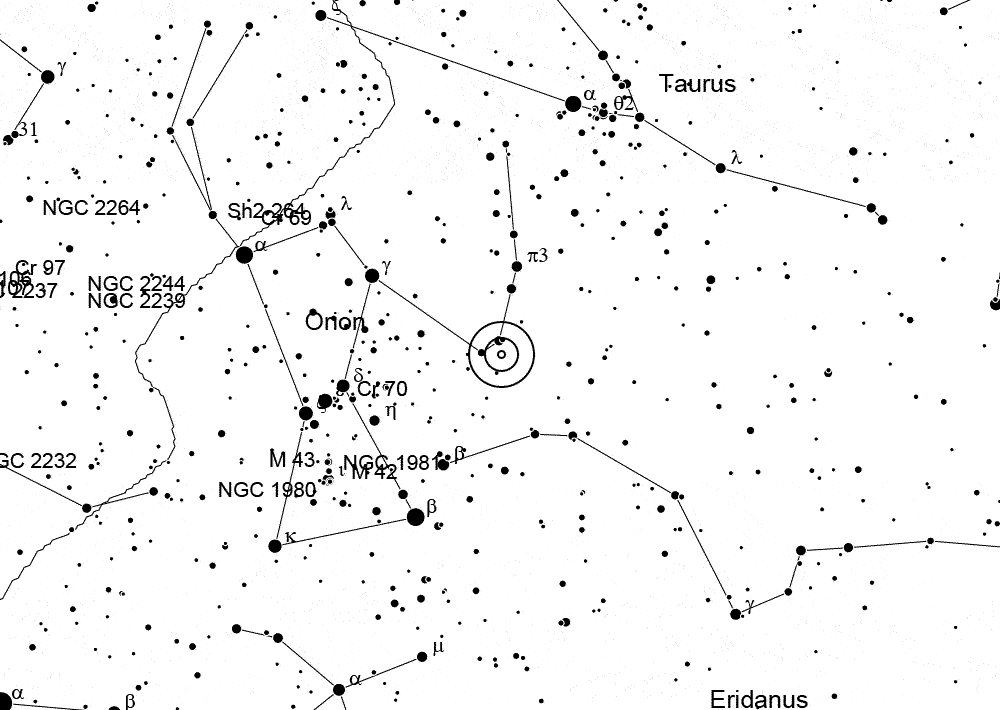 γ
α
Taurus
θ2
31
λ
NGC 2264
Sh2-264
λ
Cr 69
α
π3
Cr 97
γ
106
NGC 2244
C 2237
NGC 2239
Orion
δ
Cr 70
ε
ζ
η
GC 2232
M 43
NGC 1981
β
ι
M 42
NGC 1980
β
κ
γ
μ
α
α
β
Eridanus